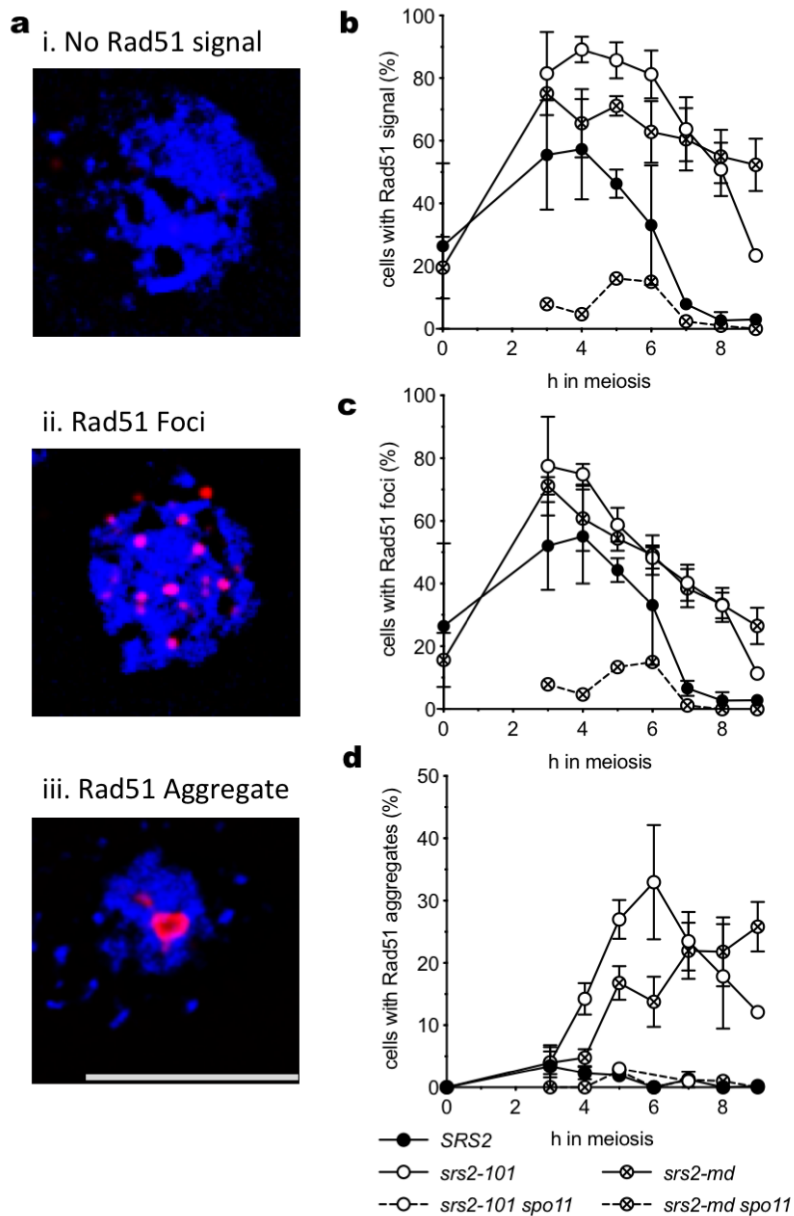 a
i. No Rad51 signal
ii. Rad51 Foci
iii. Rad51 Aggregate
b
cells with Rad51 signal (%)
100
80
60
40
20
0
0 2 4 6 8
h in meiosis
c
cells with Rad51 foci (%)
100
80
60
40
20
0
0 2 4 6 8
h in meiosis
d
cells with Rad51 aggregates (%)
50
40
30
20
10
0
0 2 4 6 8
h in meiosis
SRS2
srs2-101
srs2-md
srs2-101 spo11
srs2-md spo11